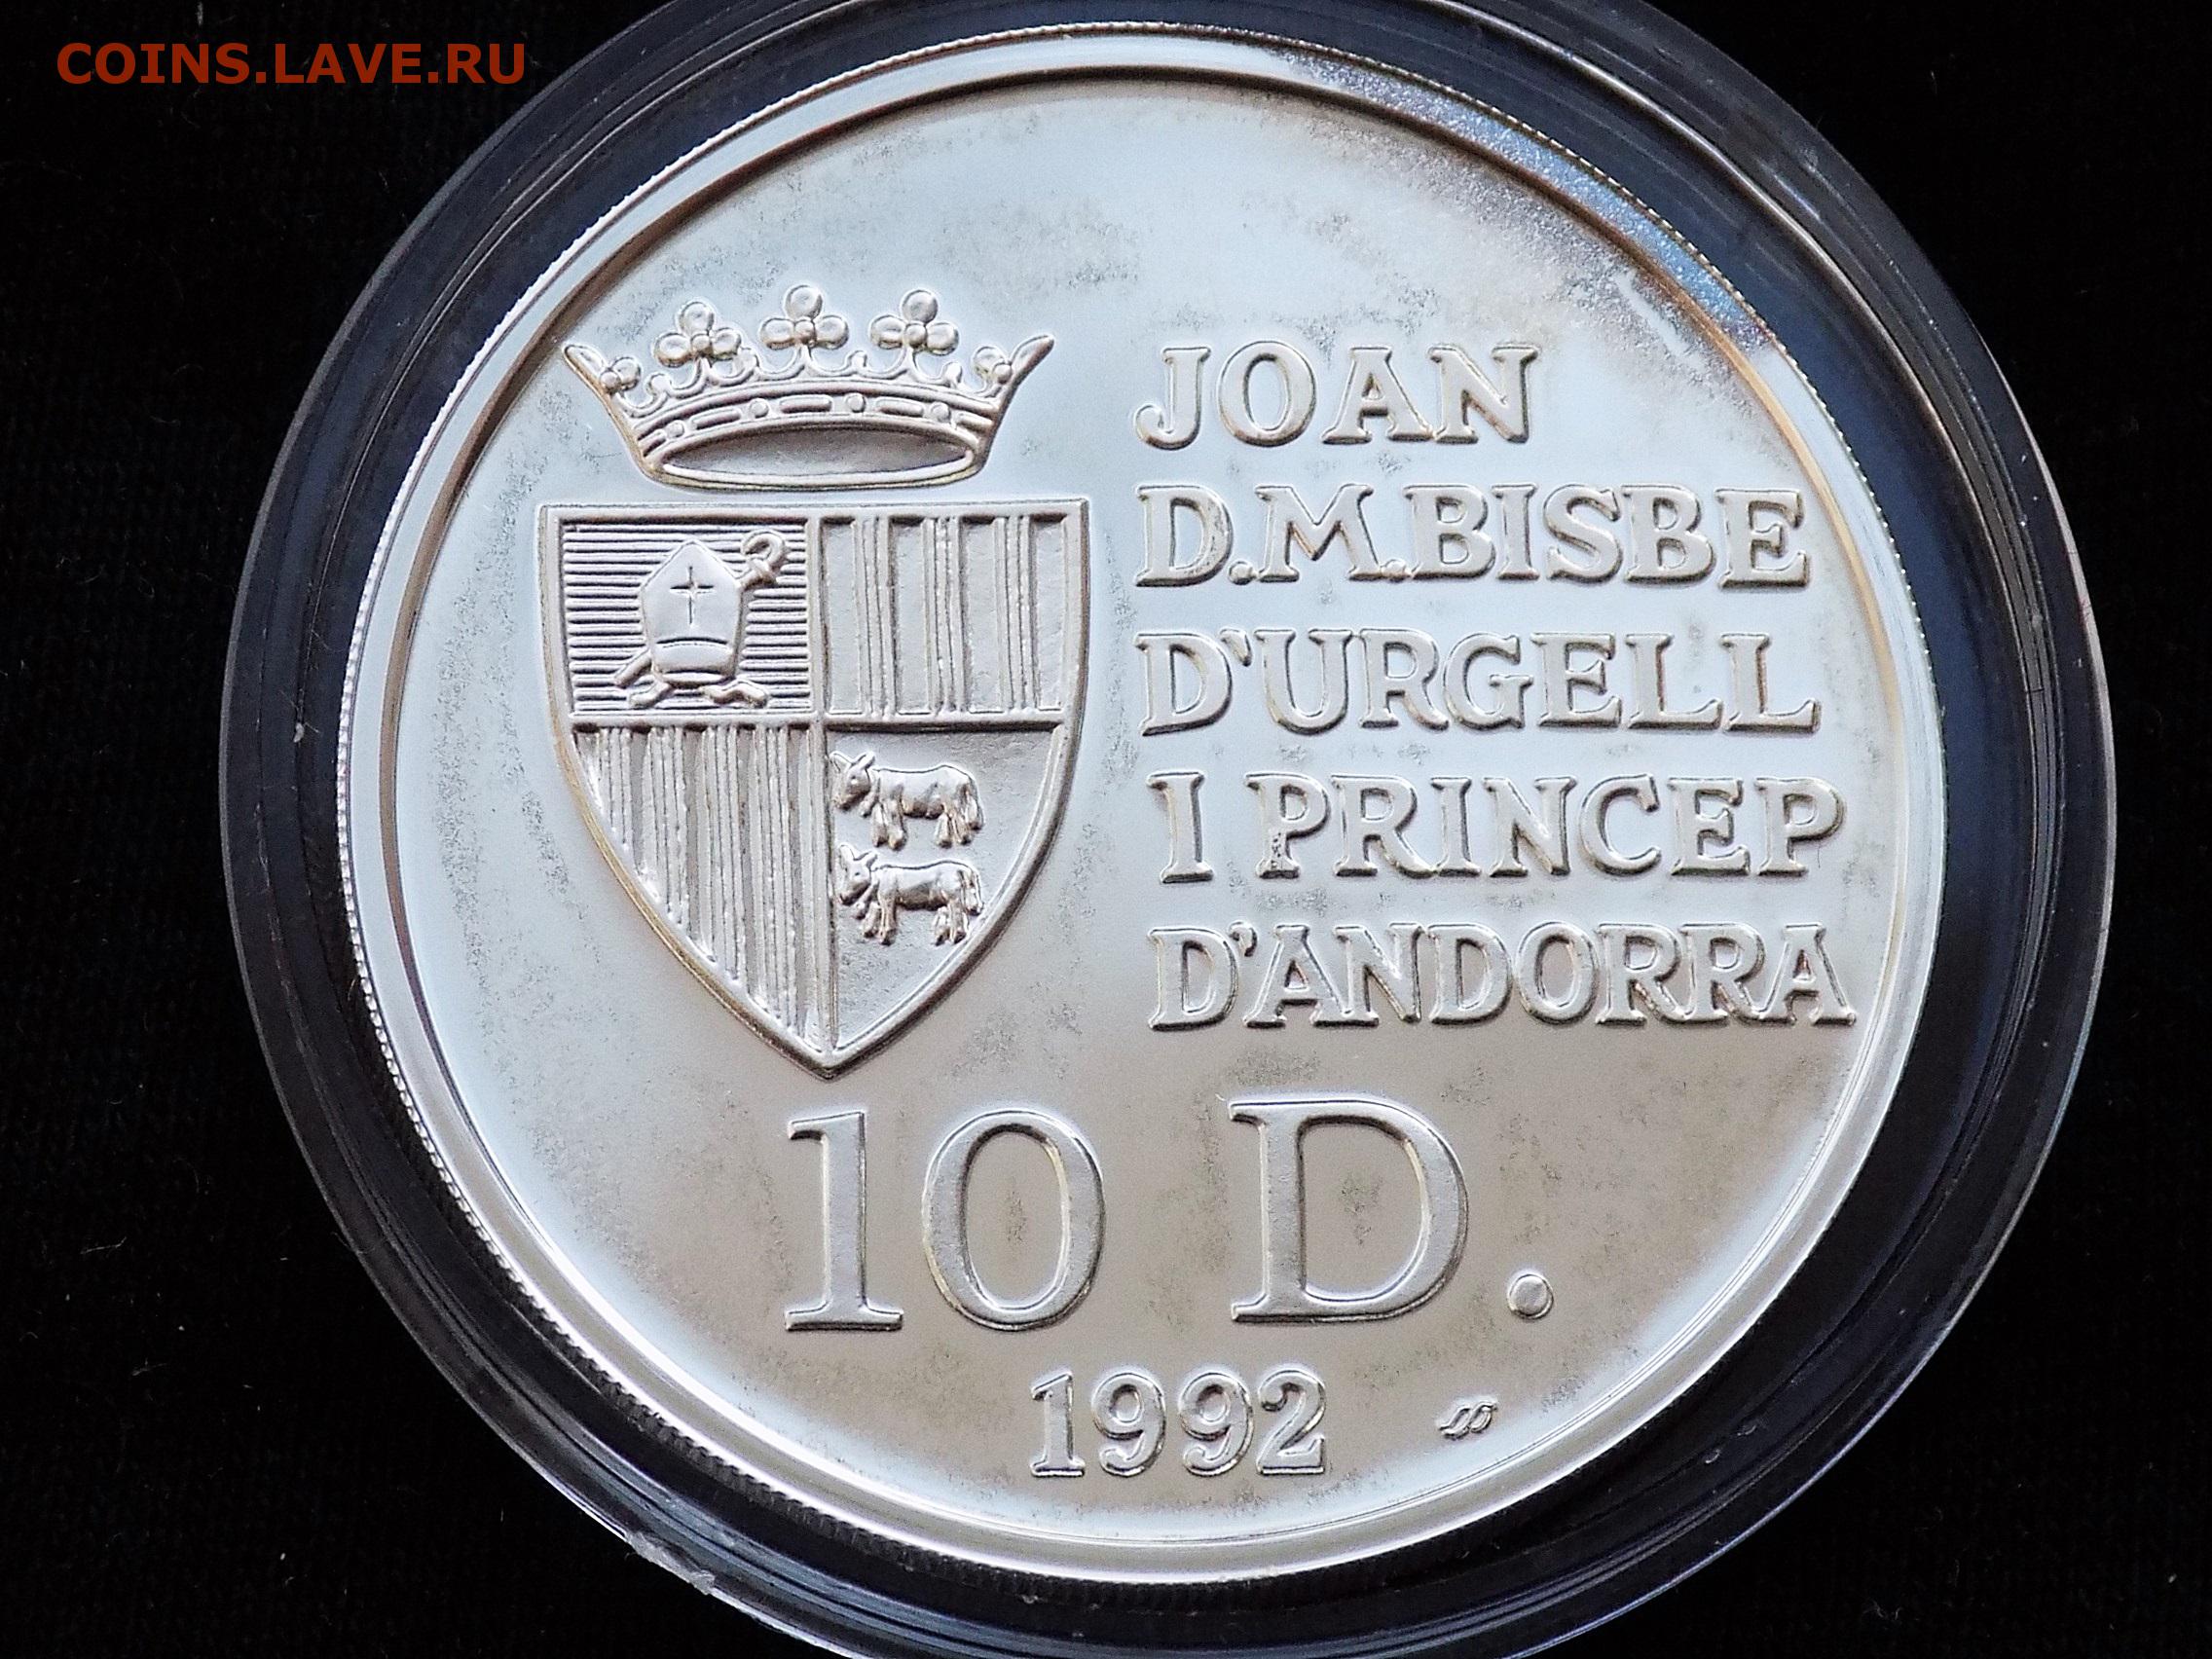 COINS.LAVE.RU
JOAN
D.M.BISBE
D'URGELL
I PRINCEP
D'ANDORRA
10 D.
1992